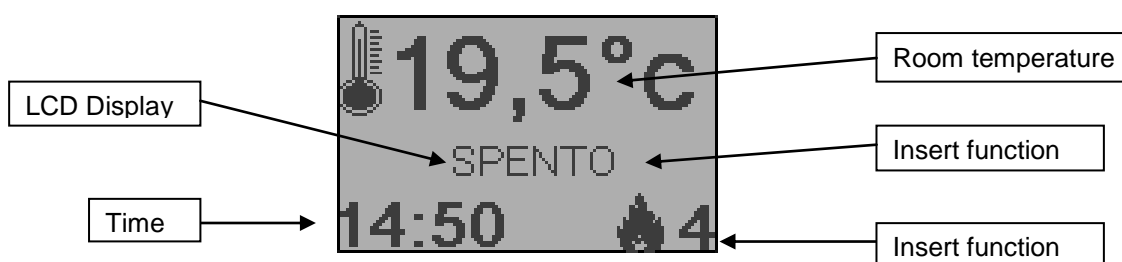 19,5°c
Room temperature
LCD Display
SPENTO
Insert function
Time
14:50
4
Insert function